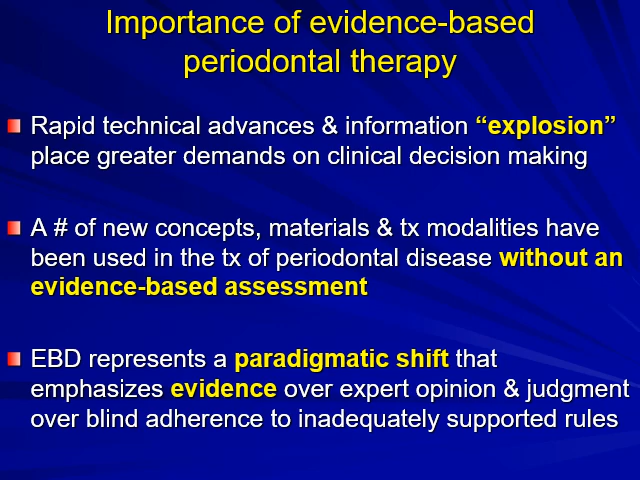 Importance of evidence-based
periodontal therapy
Rapid technical advances & information “explosion”
place greater demands on clinical decision making
A # of new concepts, materials & tx modalities have
been used in the tx of periodontal disease without an
evidence-based assessment
EBD represents a paradigmatic shift that
emphasizes evidence over expert opinion & judgment
over blind adherence to inadequately supported rules